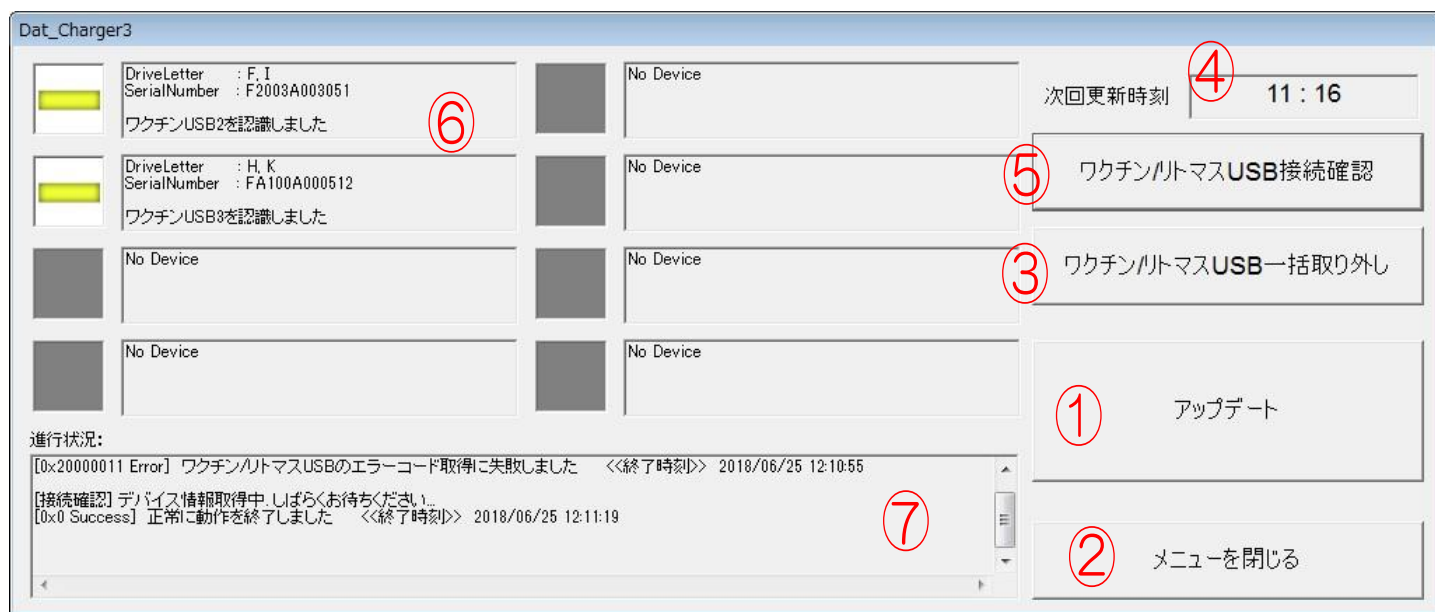 Dat_Charger3
DriveLetter : F, I
SerialNumber : F2003A003051
ワクチンUSB2を認識しました
⑥
No Device
DriveLetter : H, K
SerialNumber : FA100A000512
ワクチンUSB3を認識しました
No Device
No Device
No Device
No Device
No Device
次回更新時刻
④
11 : 16
⑤
ワクチン/リトマスUSB接続確認
③
ワクチン/リトマスUSB一括取り外し
①
アップデート
進行状況:
[0x20000011 Error] ワクチン/リトマスUSBのエラーコード取得に失敗しました <<終了時刻>> 2018/06/25 12:10:55
[接続確認] デバイス情報取得中.しばらくお待ちください...
[0x0 Success] 正常に動作を終了しました <<終了時刻>> 2018/06/25 12:11:19
⑦
②
メニューを閉じる